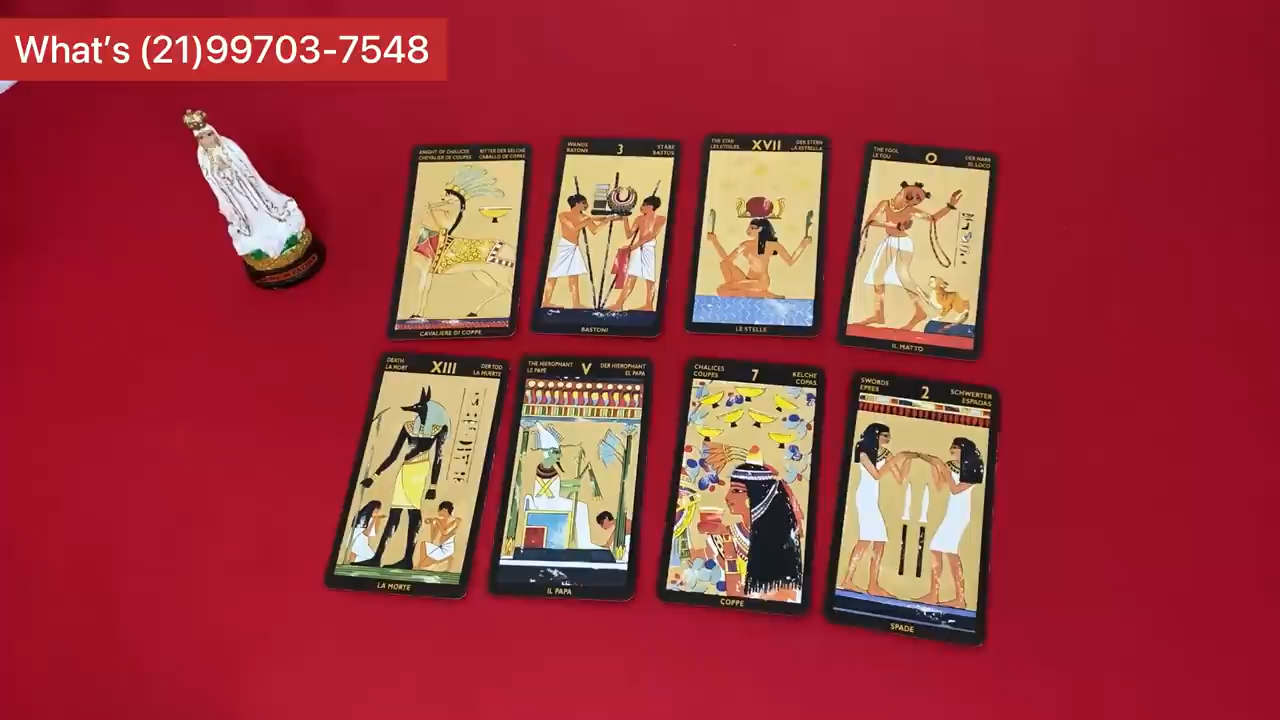 What's (21)99703-7548
KNIGHT OF CHALICES
CHEVALIER DE COUPES
RITTER DER KELCHE
CABALLO DE COPAS
CAVALIERE DI COPPE
WANDS
BATONS
3
STÄBE
BASTOS
BASTONI
THE STAR
LES ETOILES
XVII
DER STERN
LA ESTRELLA
LE STELLE
THE FOOL
LE FOU
0
DER NARR
EL LOCO
IL MATTO
DEATH
LA MORT
XIII
DER TOD
LA MUERTE
LA MORTE
THE HIEROPHANT
LE PAPE
V
DER HIEROPHANT
EL PAPA
IL PAPA
CHALICES
COUPES
7
KELCHE
COPAS
COPPE
SWORDS
EPEES
2
SCHWERTER
ESPADAS
SPADE